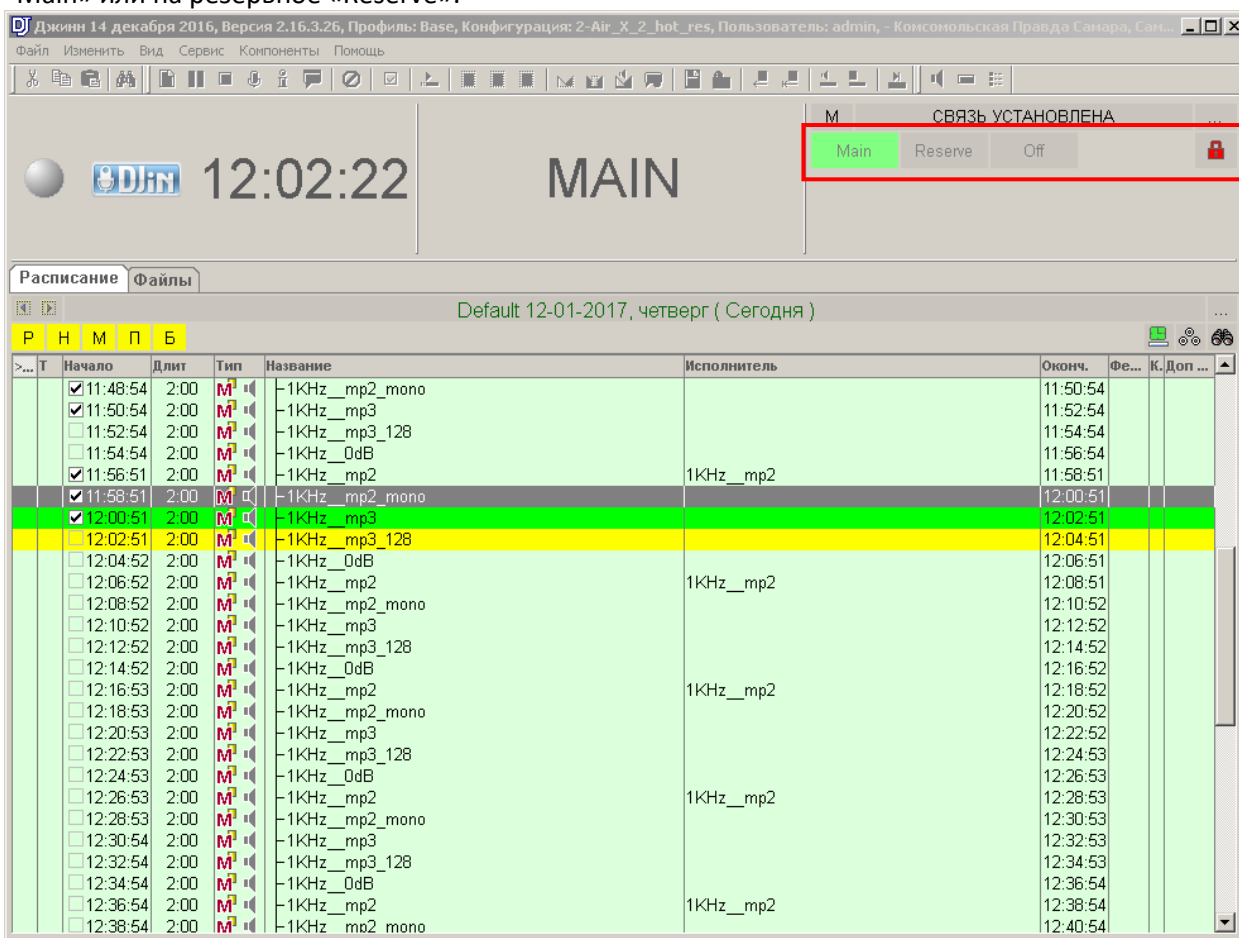 "Main» или на резервное «Reserve».
Джинн 14 декабря 2016, Версия 2.16.3.26, Профиль: Base, Конфигурация: 2-Air_X_2_hot_res, Пользователь: admin, - Комсомольская Правда Самара, Сам...
Файл Изменить Вид Сервис Компоненты Помощь
М СВЯЗЬ УСТАНОВЛЕНА ...
Main Reserve Off
DJin 12:02:22 MAIN
Расписание Файлы
Default 12-01-2017, четверг ( Сегодня ) ...
Р Н М П Б
>... Т Начало Длит Тип Название Исполнитель Оконч. Фе... К. Доп ...
11:48:54 2:00 М 1KHz__mp2_mono 11:50:54
11:50:54 2:00 М 1KHz__mp3 11:52:54
11:52:54 2:00 М 1KHz__mp3_128 11:54:54
11:54:54 2:00 М 1KHz__0dB 11:56:54
11:56:51 2:00 М 1KHz__mp2 1KHz__mp2 11:58:51
11:58:51 2:00 М 1KHz__mp2_mono 12:00:51
12:00:51 2:00 М 1KHz__mp3 12:02:51
12:02:51 2:00 М 1KHz__mp3_128 12:04:51
12:04:52 2:00 М 1KHz__0dB 12:06:51
12:06:52 2:00 М 1KHz__mp2 1KHz__mp2 12:08:51
12:08:52 2:00 М 1KHz__mp2_mono 12:10:52
12:10:52 2:00 М 1KHz__mp3 12:12:52
12:12:52 2:00 М 1KHz__mp3_128 12:14:52
12:14:52 2:00 М 1KHz__0dB 12:16:52
12:16:53 2:00 М 1KHz__mp2 1KHz__mp2 12:18:52
12:18:53 2:00 М 1KHz__mp2_mono 12:20:52
12:20:53 2:00 М 1KHz__mp3 12:22:52
12:22:53 2:00 М 1KHz__mp3_128 12:24:53
12:24:53 2:00 М 1KHz__0dB 12:26:53
12:26:53 2:00 М 1KHz__mp2 1KHz__mp2 12:28:53
12:28:53 2:00 М 1KHz__mp2_mono 12:30:53
12:30:54 2:00 М 1KHz__mp3 12:32:53
12:32:54 2:00 М 1KHz__mp3_128 12:34:53
12:34:54 2:00 М 1KHz__0dB 12:36:54
12:36:54 2:00 М 1KHz__mp2 1KHz__mp2 12:38:54
12:38:54 2:00 М 1KHz__mp2_mono 12:40:54